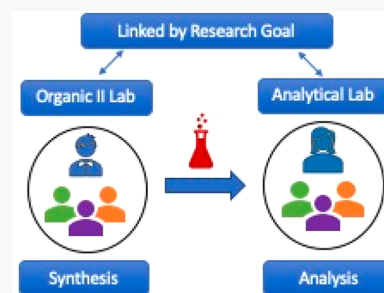 Linked by Research Goal
Organic II Lab
Analytical Lab
Synthesis
Analysis